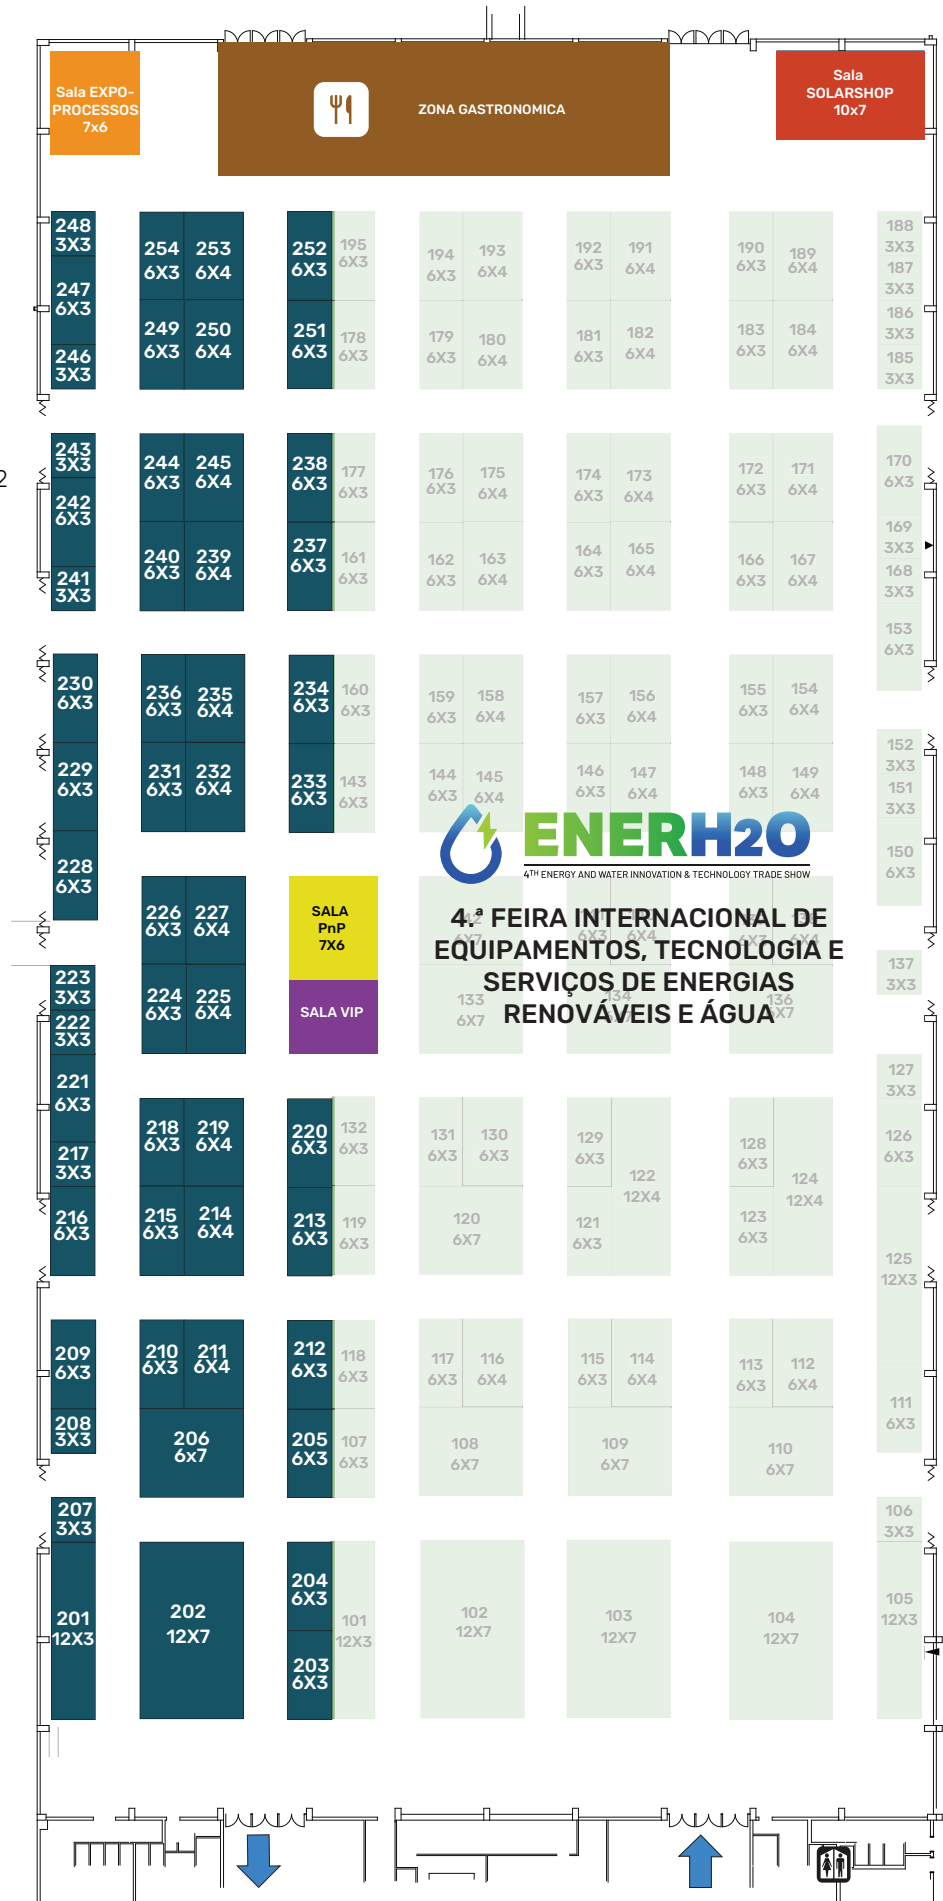 Sala EXPO-
PROCESSOS
7x6
ZONA GASTRONOMICA
Sala
SOLARSHOP
10x7
248
3X3
247
6X3
246
3X3
254
6X3
253
6X4
249
6X3
250
6X4
252
6X3
251
6X3
195
6X3
178
6X3
194
6X3
193
6X4
179
6X3
180
6X4
192
6X3
191
6X4
181
6X3
182
6X4
190
6X3
189
6X4
183
6X3
184
6X4
188
3X3
187
3X3
186
3X3
185
3X3
2
243
3X3
242
6X3
241
3X3
244
6X3
245
6X4
240
6X3
239
6X4
238
6X3
237
6X3
177
6X3
161
6X3
176
6X3
175
6X4
162
6X3
163
6X4
174
6X3
173
6X4
164
6X3
165
6X4
172
6X3
171
6X4
166
6X3
167
6X4
170
6X3
169
3X3
168
3X3
153
6X3
230
6X3
229
6X3
228
6X3
236
6X3
235
6X4
231
6X3
232
6X4
234
6X3
233
6X3
160
6X3
143
6X3
159
6X3
158
6X4
144
6X3
145
6X4
157
6X3
156
6X4
146
6X3
147
6X4
155
6X3
154
6X4
148
6X3
149
6X4
152
3X3
151
3X3
150
6X3
ENERH2O
4TH ENERGY AND WATER INNOVATION & TECHNOLOGY TRADE SHOW
4.ª FEIRA INTERNACIONAL DE
EQUIPAMENTOS, TECNOLOGIA E
SERVIÇOS DE ENERGIAS
RENOVÁVEIS E ÁGUA
226
6X3
227
6X4
224
6X3
225
6X4
SALA
PnP
7X6
SALA VIP
133
6X7
134
136
6X7
137
3X3
223
3X3
222
3X3
221
6X3
217
3X3
216
6X3
218
6X3
219
6X4
215
6X3
214
6X4
220
6X3
213
6X3
132
6X3
119
6X3
131
6X3
130
6X3
120
6X7
129
6X3
122
12X4
121
6X3
128
6X3
124
12X4
123
6X3
127
3X3
126
6X3
125
12X3
111
6X3
209
6X3
208
3X3
210
6X3
211
6X4
206
6x7
212
6X3
205
6X3
118
6X3
107
6X3
117
6X3
116
6X4
108
6X7
115
6X3
114
6X4
109
6X7
113
6X3
112
6X4
110
6X7
207
3X3
201
12X3
202
12X7
204
6X3
203
6X3
101
12X3
102
12X7
103
12X7
104
12X7
106
3X3
105
12X3